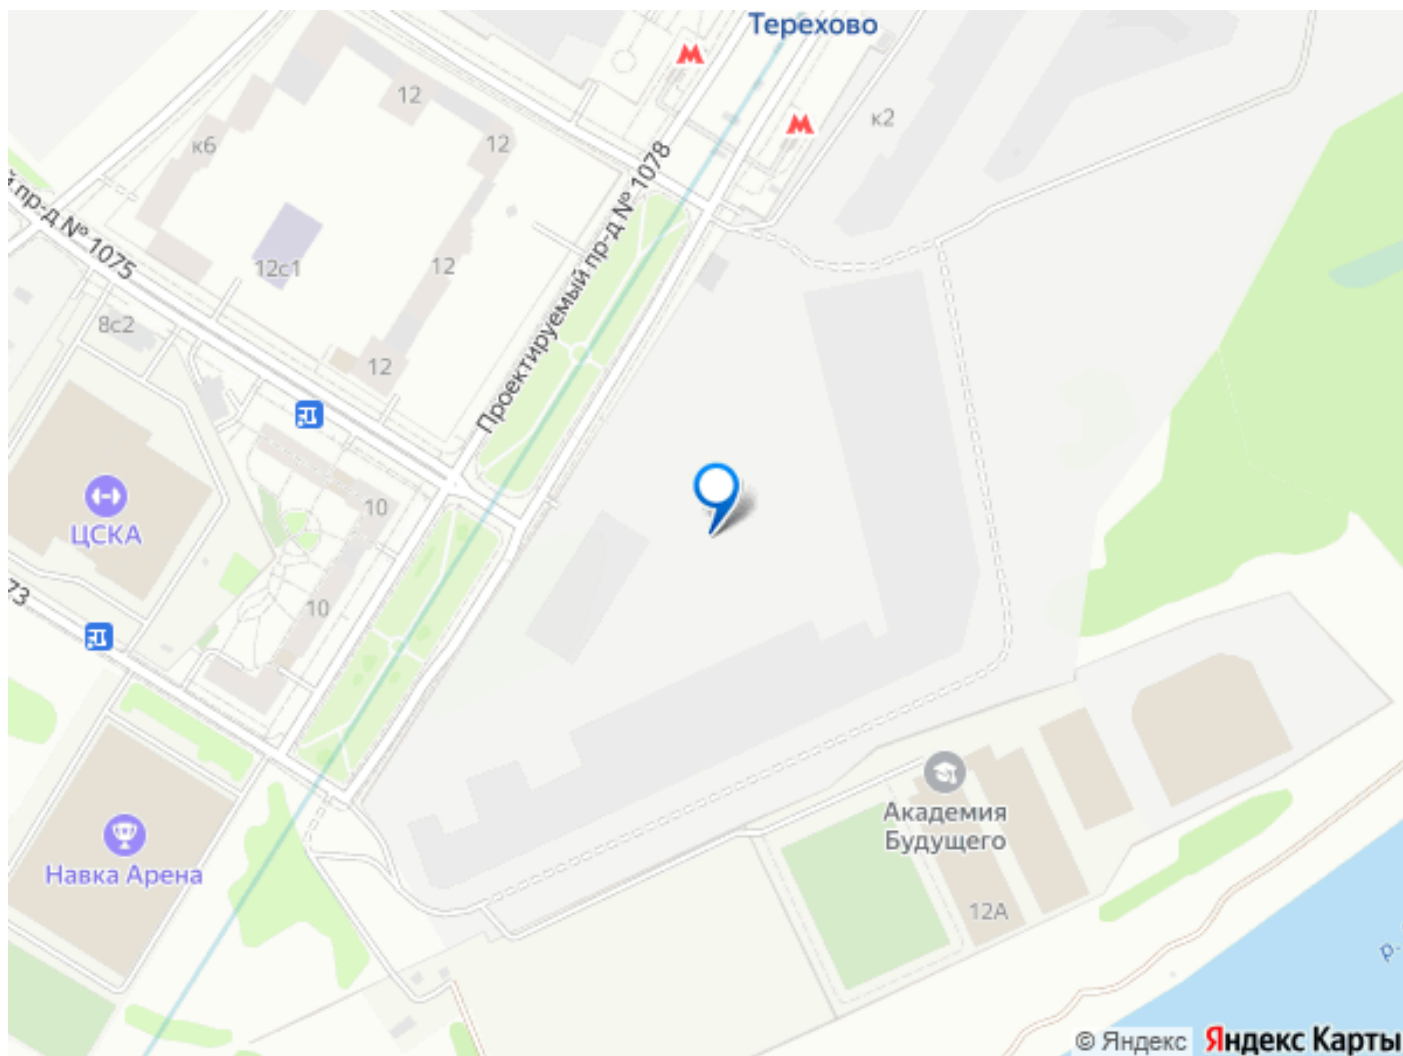 Терехово
12
к2
к6
12
й пр-д № 1075
Проектируемый пр-д № 1078
12с1
12
8с2
12
10
ЦСКА
73
10
Академия
Будущего
Навка Арена
12А
р-
© Яндекс Яндекс Карты